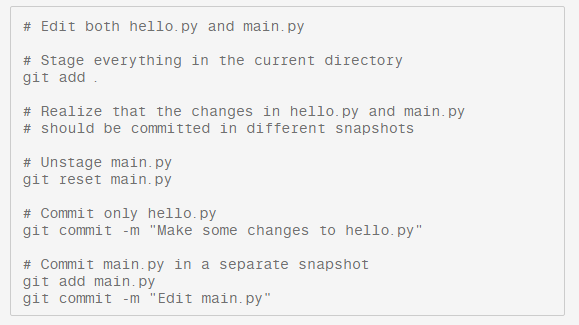 # Edit both hello.py and main.py
# Stage everything in the current directory
git add .
# Realize that the changes in hello.py and main.py
# should be committed in different snapshots
# Unstage main.py
git reset main.py
# Commit only hello.py
git commit -m "Make some changes to hello.py"
# Commit main.py in a separate snapshot
git add main.py
git commit -m "Edit main.py"